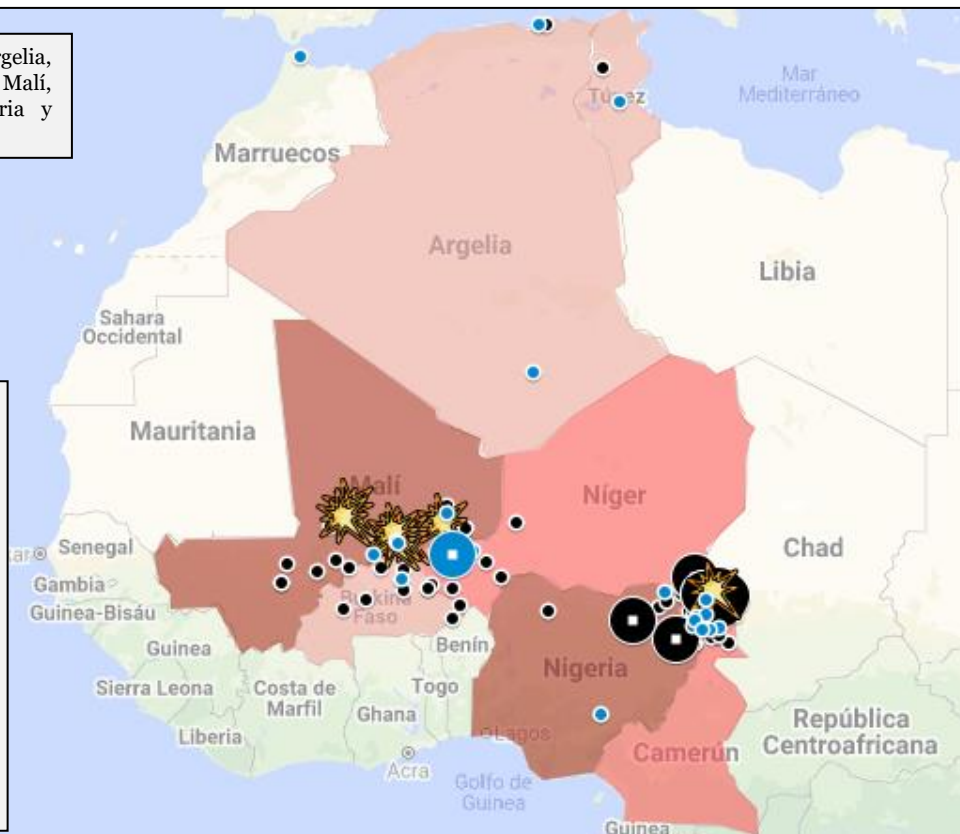 rgelia,
Malí,
ria y
Mar
Mediterráneo
Túnez
Marruecos
Argelia
Libia
Sahara
Occidental
Mauritania
Malí
Níger
Chad
kar
Senegal
Gambia
Guinea-Bisáu
Burkina
Faso
Guinea
Benín
Nigeria
Sierra Leona
Costa de
Marfil
Togo
Ghana
Liberia
Lagos
Camerún
República
Centroafricana
Acra
Golfo de
Guinea
Guinea